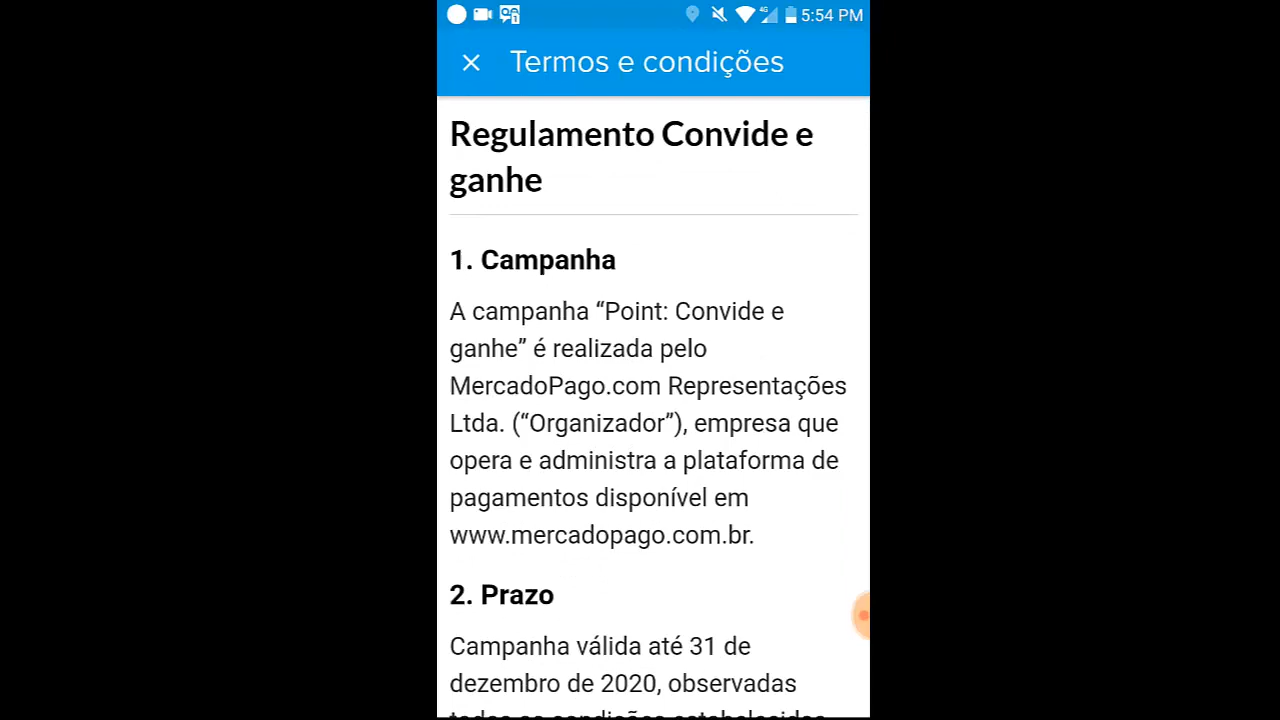 5:54 PM
Termos e condições
Regulamento Convide e
ganhe
1. Campanha
A campanha “Point: Convide e
ganhe” é realizada pelo
MercadoPago.com Representações
Ltda. (“Organizador”), empresa que
opera e administra a plataforma de
pagamentos disponível em
www.mercadopago.com.br.
2. Prazo
Campanha válida até 31 de
dezembro de 2020, observadas